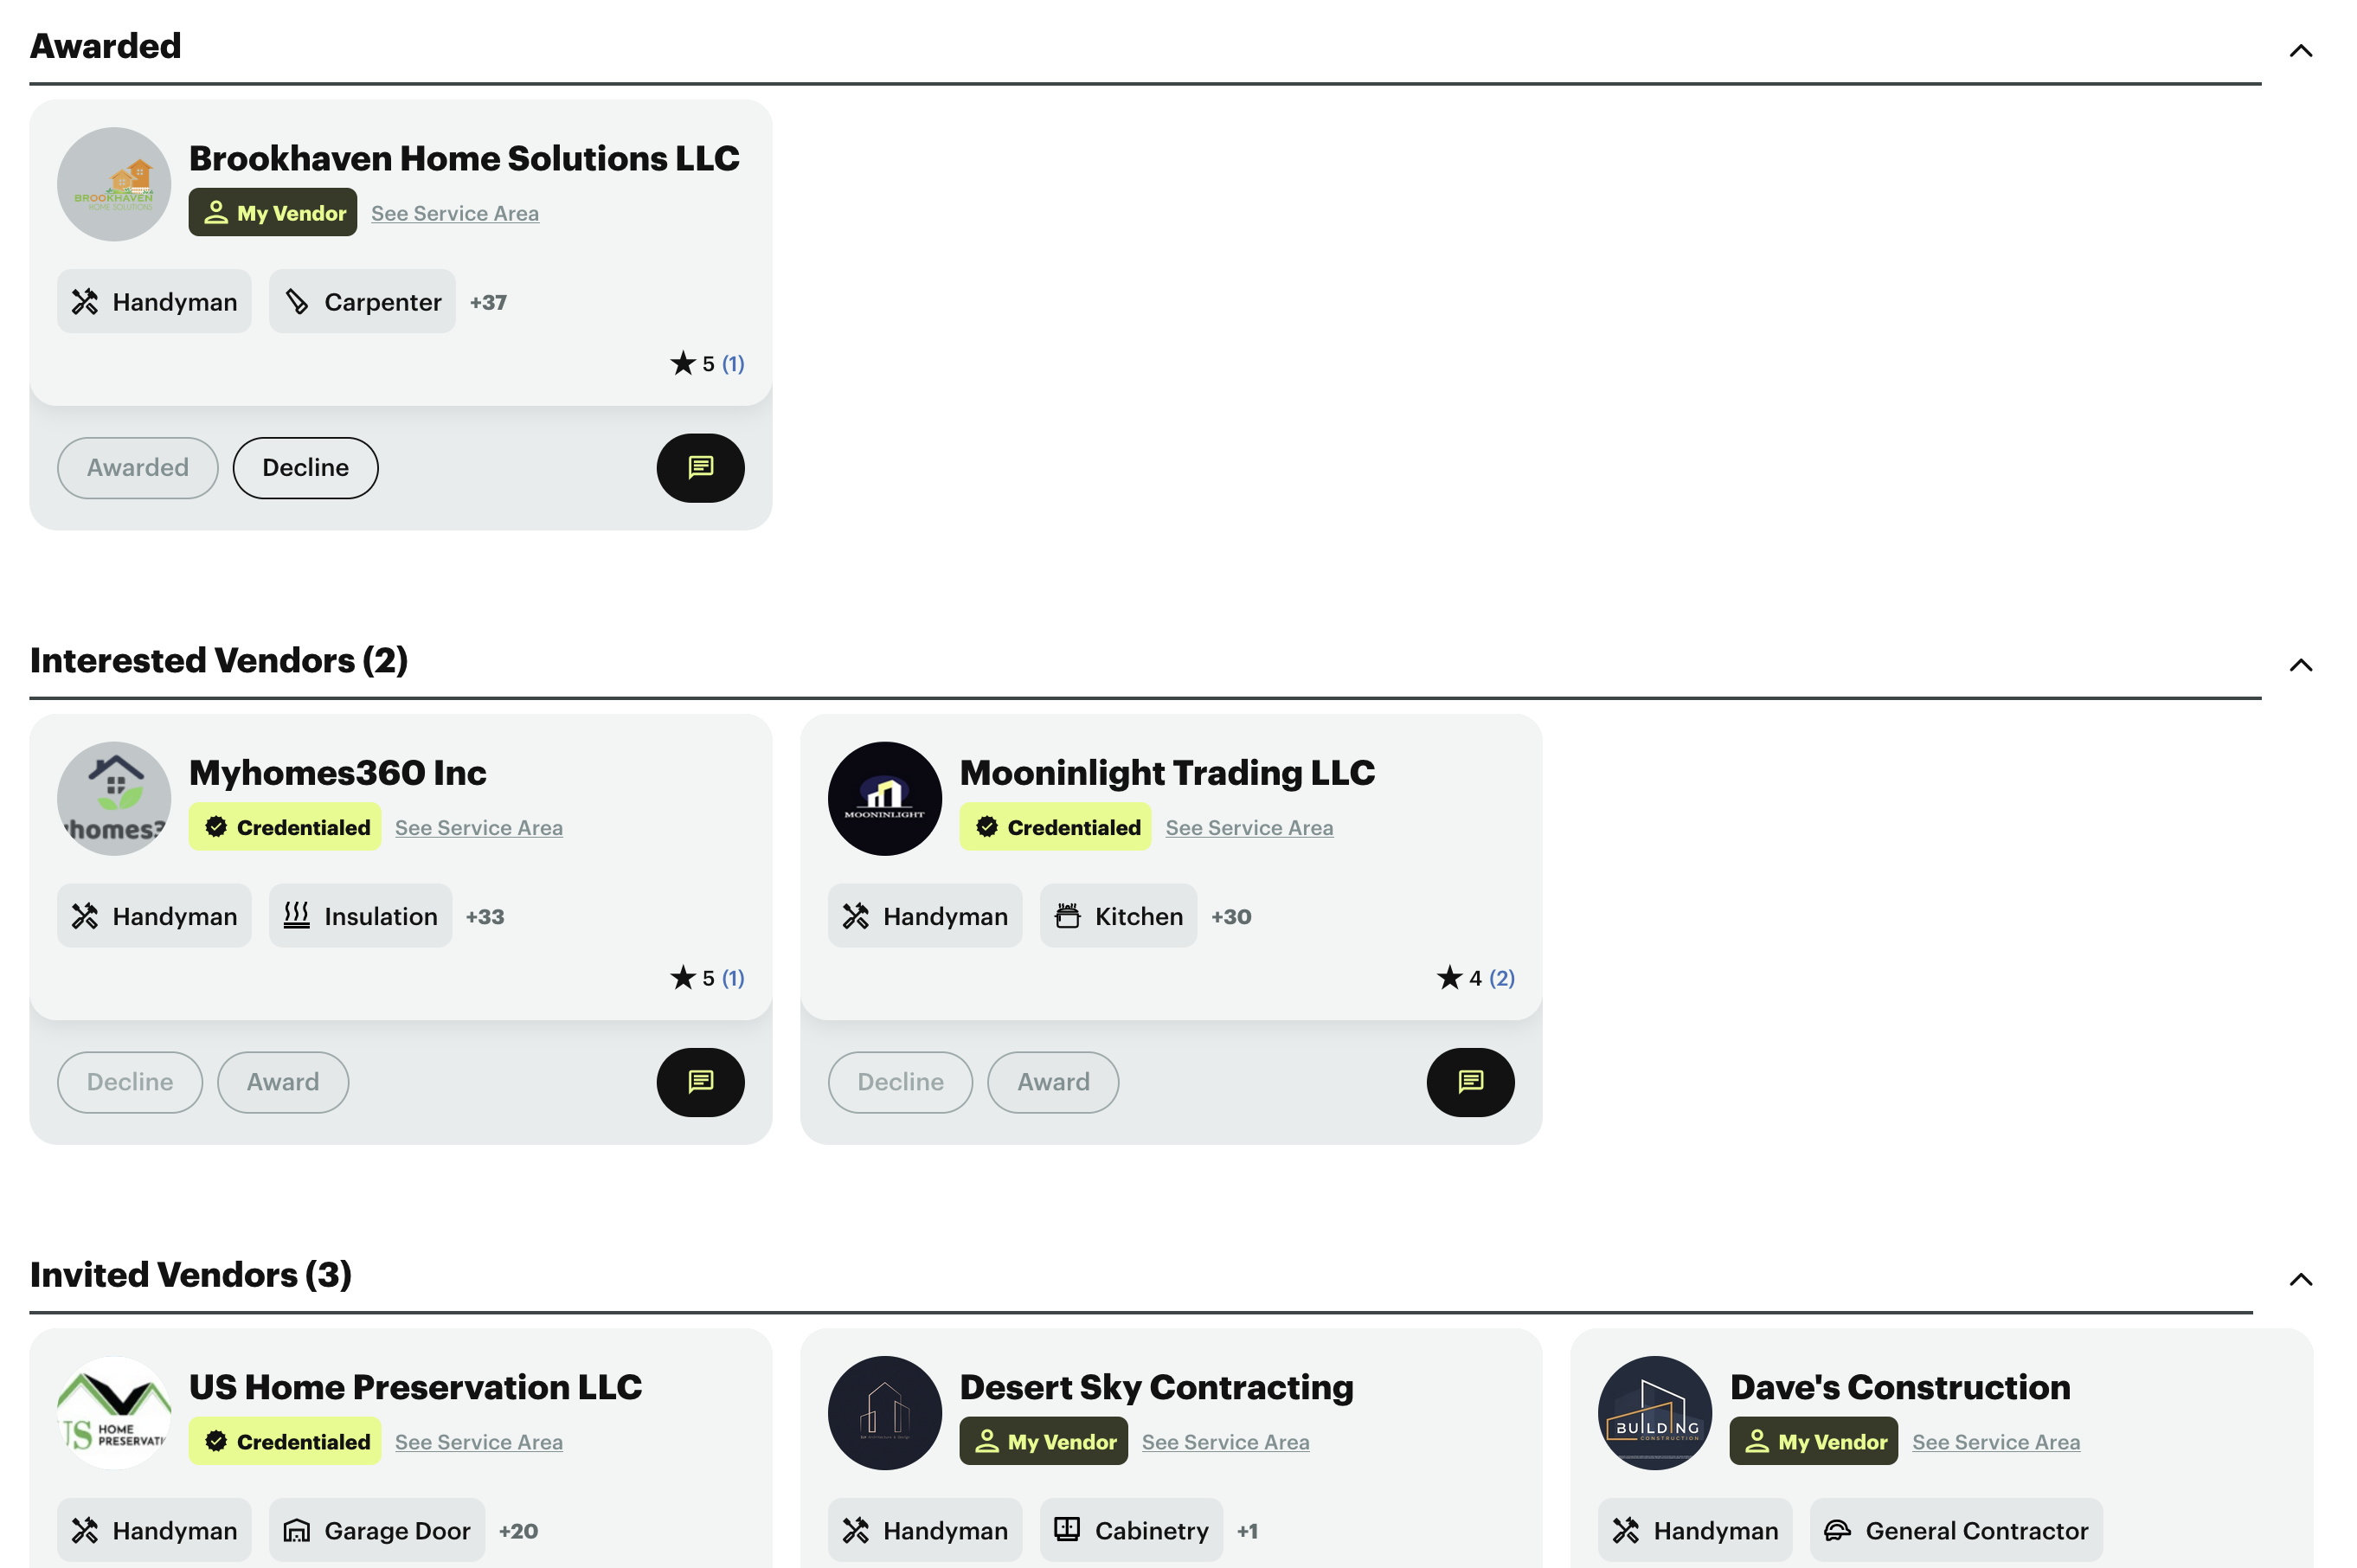 Awarded
Brookhaven Home Solutions LLC
BROOKHAVEN
HOME SOLUTIONS
My Vendor See Service Area
Handyman Carpenter +37
5 (1)
Awarded Decline
Interested Vendors (2)
Myhomes360 Inc
homes3
Credentialed See Service Area
Handyman Insulation +33
5 (1)
Decline Award
Mooninlight Trading LLC
MOONINLIGHT
Credentialed See Service Area
Handyman Kitchen +30
4 (2)
Decline Award
Invited Vendors (3)
US Home Preservation LLC
US HOME
PRESERVATI
Credentialed See Service Area
Handyman Garage Door +20
Desert Sky Contracting
My Vendor See Service Area
Handyman Cabinetry +1
Dave's Construction
BUILDING
CONSTRUCTION
My Vendor See Service Area
Handyman General Contractor